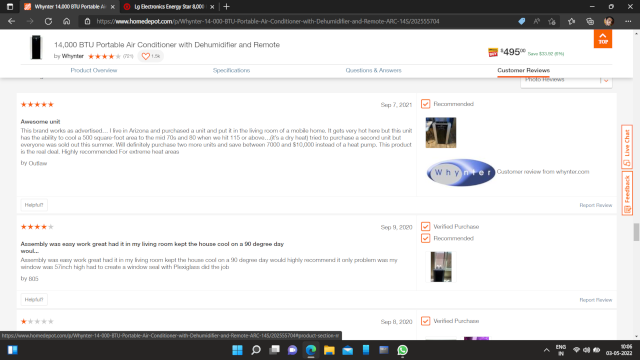 Whynter 14,000 BTU Portable Air C
Lg Electronics Energy Star 8,000
https://www.homedepot.com/p/Whynter-14-000-BTU-Portable-Air-Conditioner-with-Dehumidifier-and-Remote-ARC-14S/202555704
14,000 BTU Portable Air Conditioner with Dehumidifier and Remote
by Whynter
$495
Save $33.02 (6%)
TOP
Product Overview
Specifications
Questions & Answers
Customer Reviews
Photo Reviews
Sep 7, 2021
Recommended
Awesome unit
This brand works as advertised.... I live in Arizona and purchased a unit and put it in the living room of a mobile home. It gets very hot here but this unit
has the ability to cool a 500 square-foot area to the mid 70s and 80 when we hit 115 or above...(it's a dry heat) tried to purchase a second unit but
everyone was sold out this summer. Will definitely purchase two more units and save between 7000 and $10,000 instead of a heat pump. This product
is the real deal. Highly recommended For extreme heat areas
by Outlaw
Whynter
Customer review from whynter.com
Live Chat
Feedback
Helpful?
Report Review
Sep 9, 2020
Verified Purchase
Recommended
Assembly was easy work great had it in my living room kept the house cool on a 90 degree day
woul...
Assembly was easy work great had it in my living room kept the house cool on a 90 degree day would highly recommend it only problem was my
window was 57inch high had to create a window seal with Plexiglass did the job
by BDS
Helpful?
Report Review
Sep 8, 2020
Verified Purchase
https://www.homedepot.com/p/Whynter-14-000-BTU-Portable-Air-Conditioner-with-Dehumidifier-and-Remote-ARC-14S/202555704#product-section-rr
ENG
IN
10:06
03-05-2022